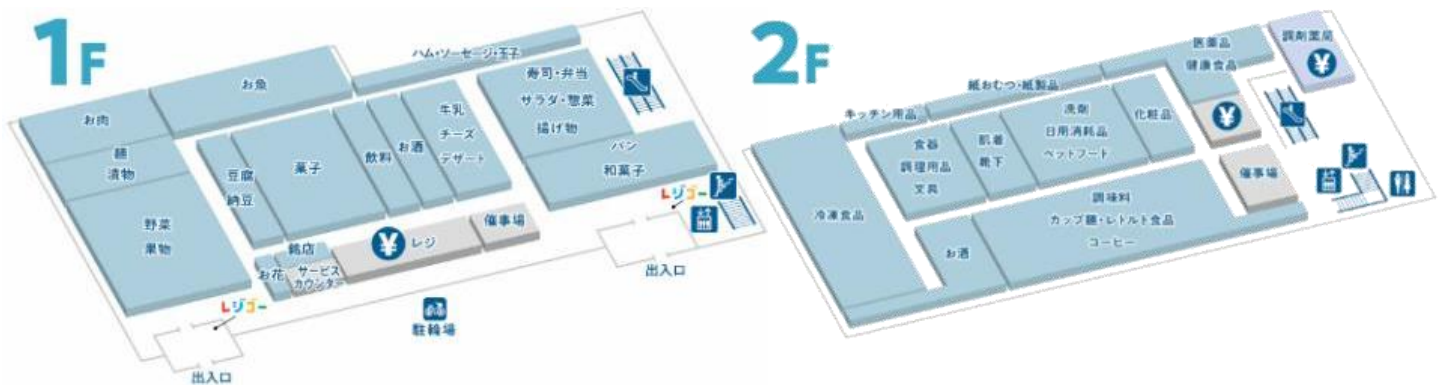 1F
ハム・ソーセージ・玉子
お魚
お肉
麺
漬物
野菜
果物
豆腐
納豆
菓子
飲料
お酒
牛乳
チーズ
デザート
寿司・弁当
サラダ・惣菜
揚げ物
パン
和菓子
レジゴー
銘店
お花
サービス
カウンター
¥
レジ
催事場
出入口
レジゴー
駐輪場
出入口
2F
調剤薬局
¥
医薬品
健康食品
紙おむつ・紙製品
キッチン用品
食器
調理用品
文具
肌着
靴下
洗剤
日用消耗品
ペットフード
化粧品
¥
催事場
冷凍食品
お酒
調味料
カップ麺・レトルト食品
コーヒー